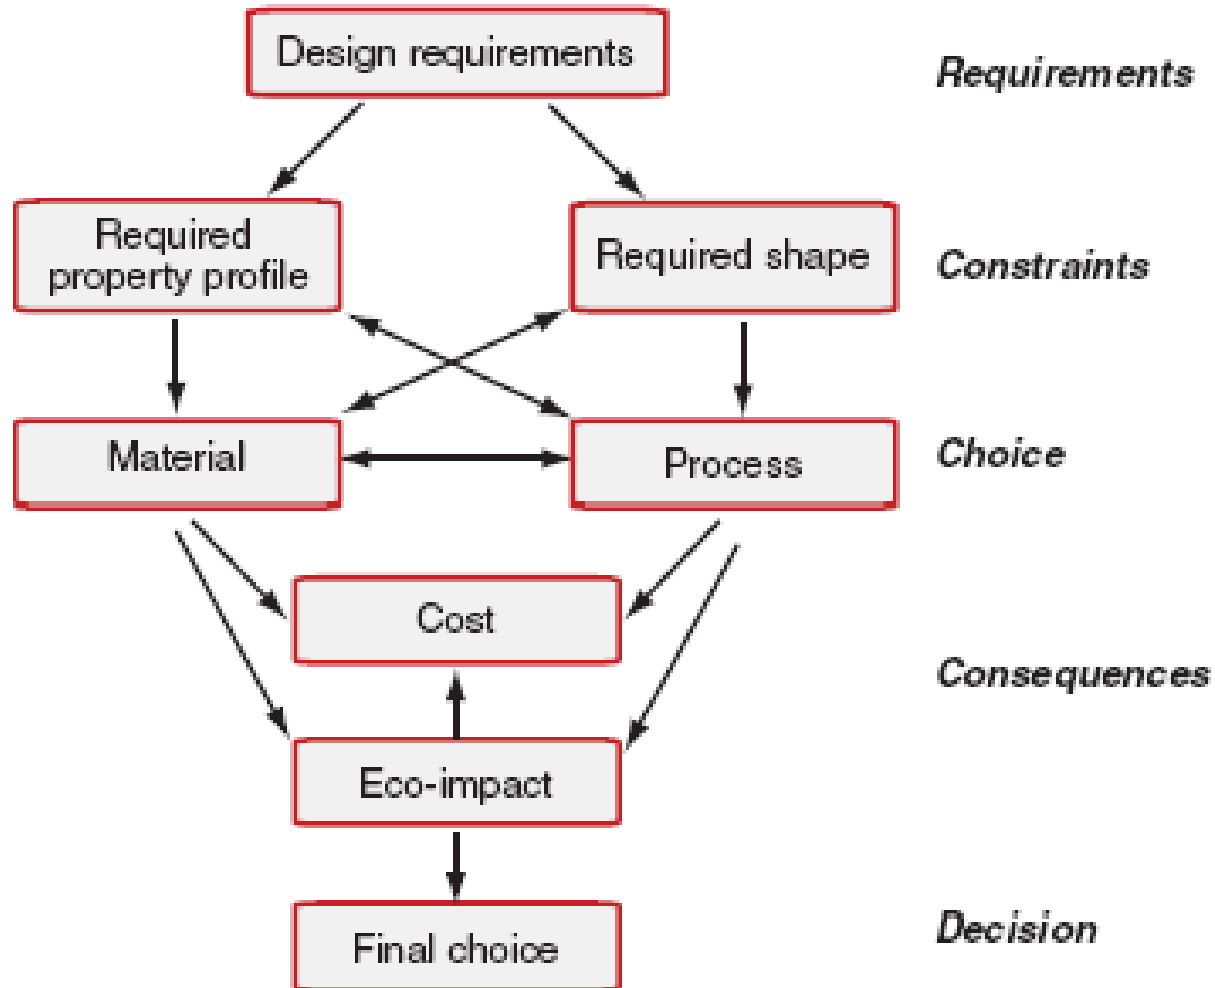 Design requirements
Requirements
Required
property profile
Required shape
Constraints
Material
Process
Choice
Cost
Consequences
Eco-impact
Final choice
Decision